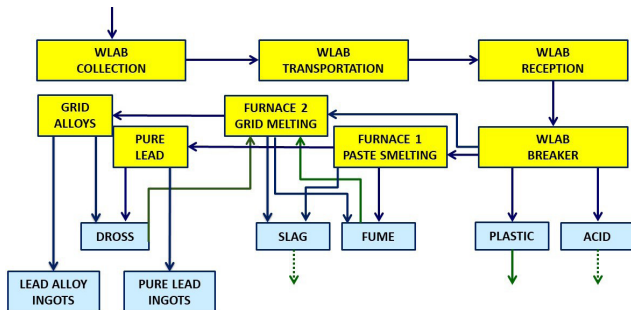 WLAB
COLLECTION
WLAB
TRANSPORTATION
WLAB
RECEPTION
GRID
ALLOYS
FURNACE 2
GRID MELTING
PURE
LEAD
FURNACE 1
PASTE SMELTING
WLAB
BREAKER
DROSS
SLAG
FUME
PLASTIC
ACID
LEAD ALLOY
INGOTS
PURE LEAD
INGOTS